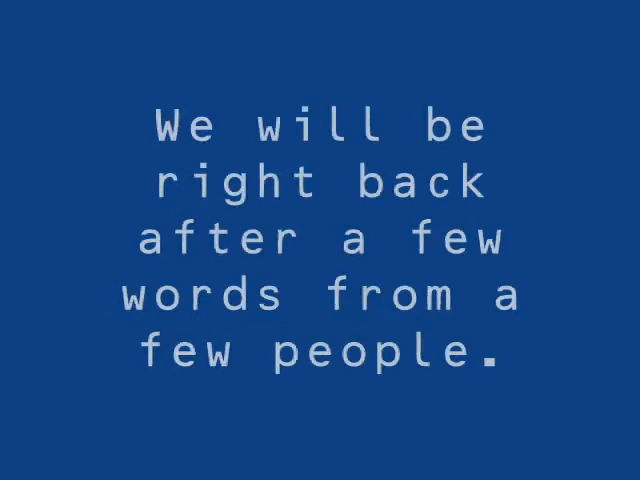 We will be
right back
after a few
words from a
few people.